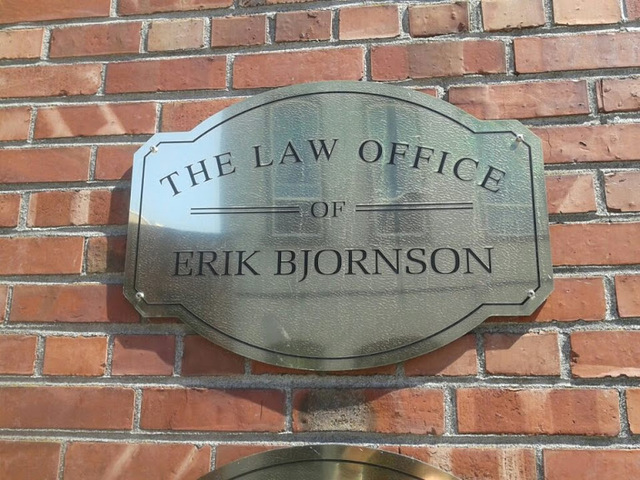 THE LAW OFFICE
OF
ERIK BJORNSON